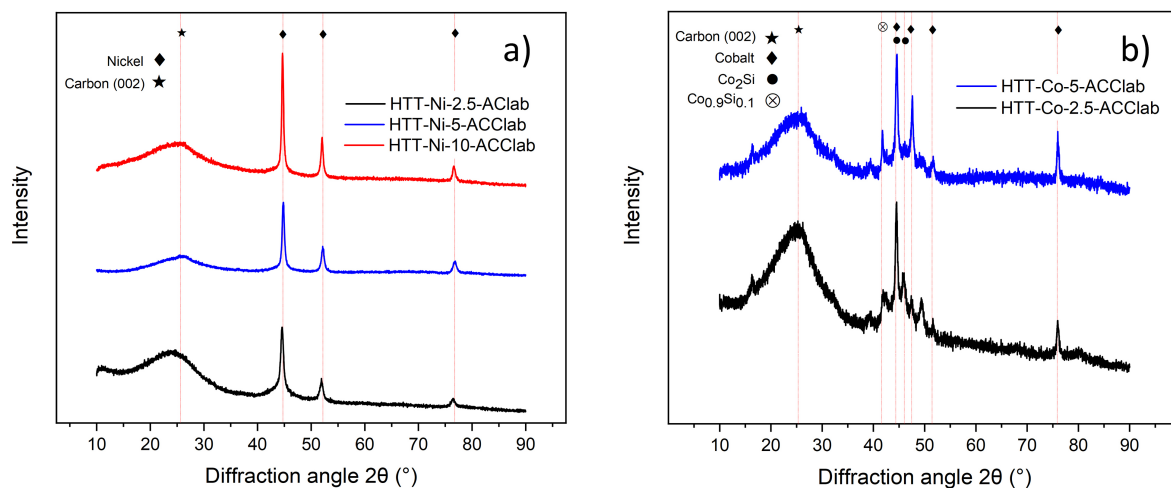 a)
Nickel ♦
Carbon (002) ★
HTT-Ni-2.5-AClab
HTT-Ni-5-ACClab
HTT-Ni-10-ACClab
Intensity
10 20 30 40 50 60 70 80 90
Diffraction angle 2θ (°)
b)
Carbon (002) ★
Cobalt ♦
Co₂Si ●
Co₀.₉Si₀.₁ ⊗
HTT-Co-5-ACClab
HTT-Co-2.5-ACClab
Intensity
10 20 30 40 50 60 70 80 90
Diffraction angle 2θ (°)